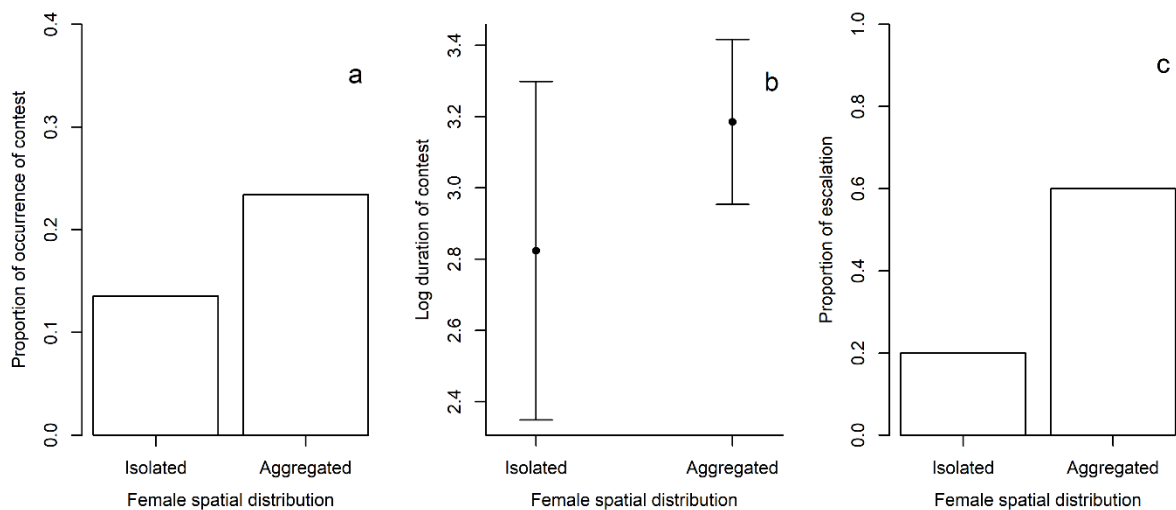 Proportion of occurrence of contest
0.4
0.3
0.2
0.1
0.0
a
Isolated
Aggregated
Female spatial distribution
Log duration of contest
3.4
3.2
3.0
2.8
2.6
2.4
b
Isolated
Aggregated
Female spatial distribution
Proportion of escalation
1.0
0.8
0.6
0.4
0.2
0.0
c
Isolated
Aggregated
Female spatial distribution